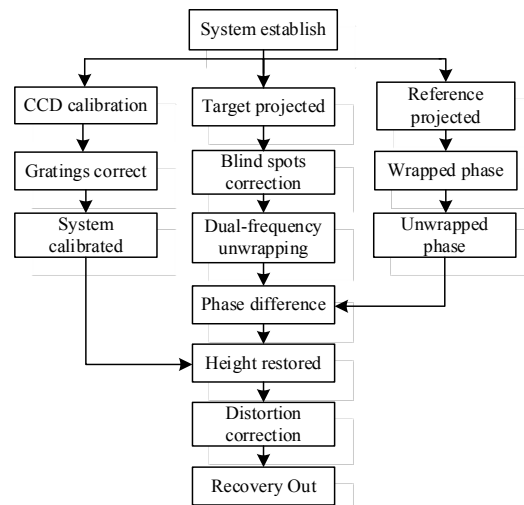 System establish
CCD calibration
Target projected
Reference
projected
Gratings correct
Blind spots
correction
Wrapped phase
System
calibrated
Dual-frequency
unwrapping
Unwrapped
phase
Phase difference
Height restored
Distortion
correction
Recovery Out